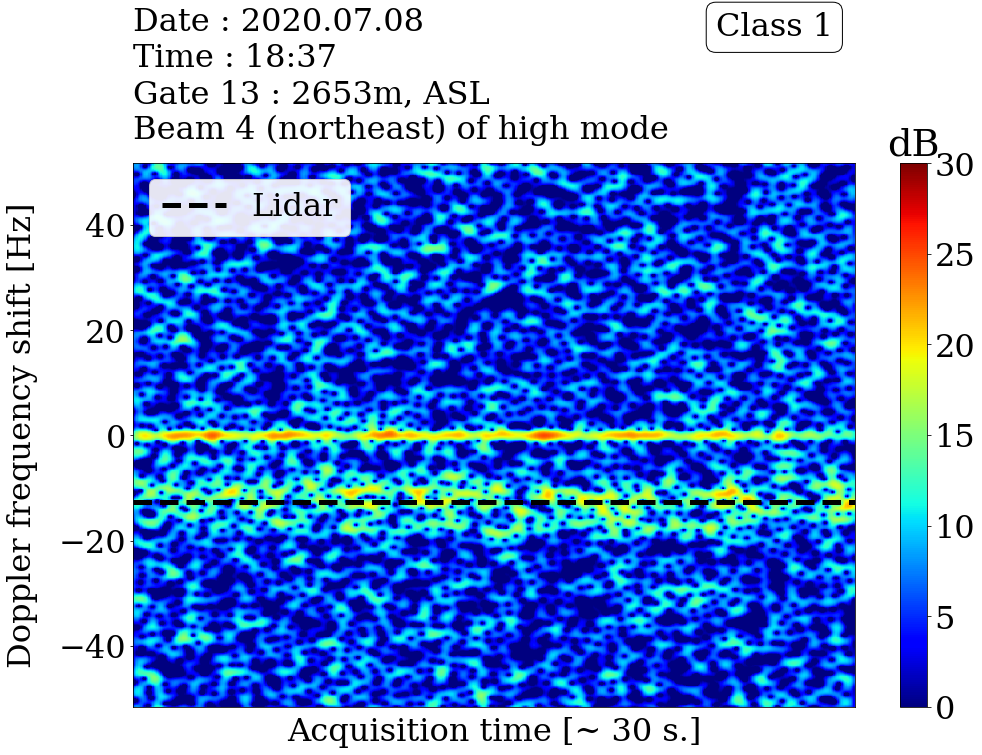 Date : 2020.07.08
Time : 18:37
Gate 13 : 2653m, ASL
Beam 4 (northeast) of high mode
Class 1
dB
Lidar
Doppler frequency shift [Hz]
40
20
0
−20
−40
30
25
20
15
10
5
0
Acquisition time [~ 30 s.]